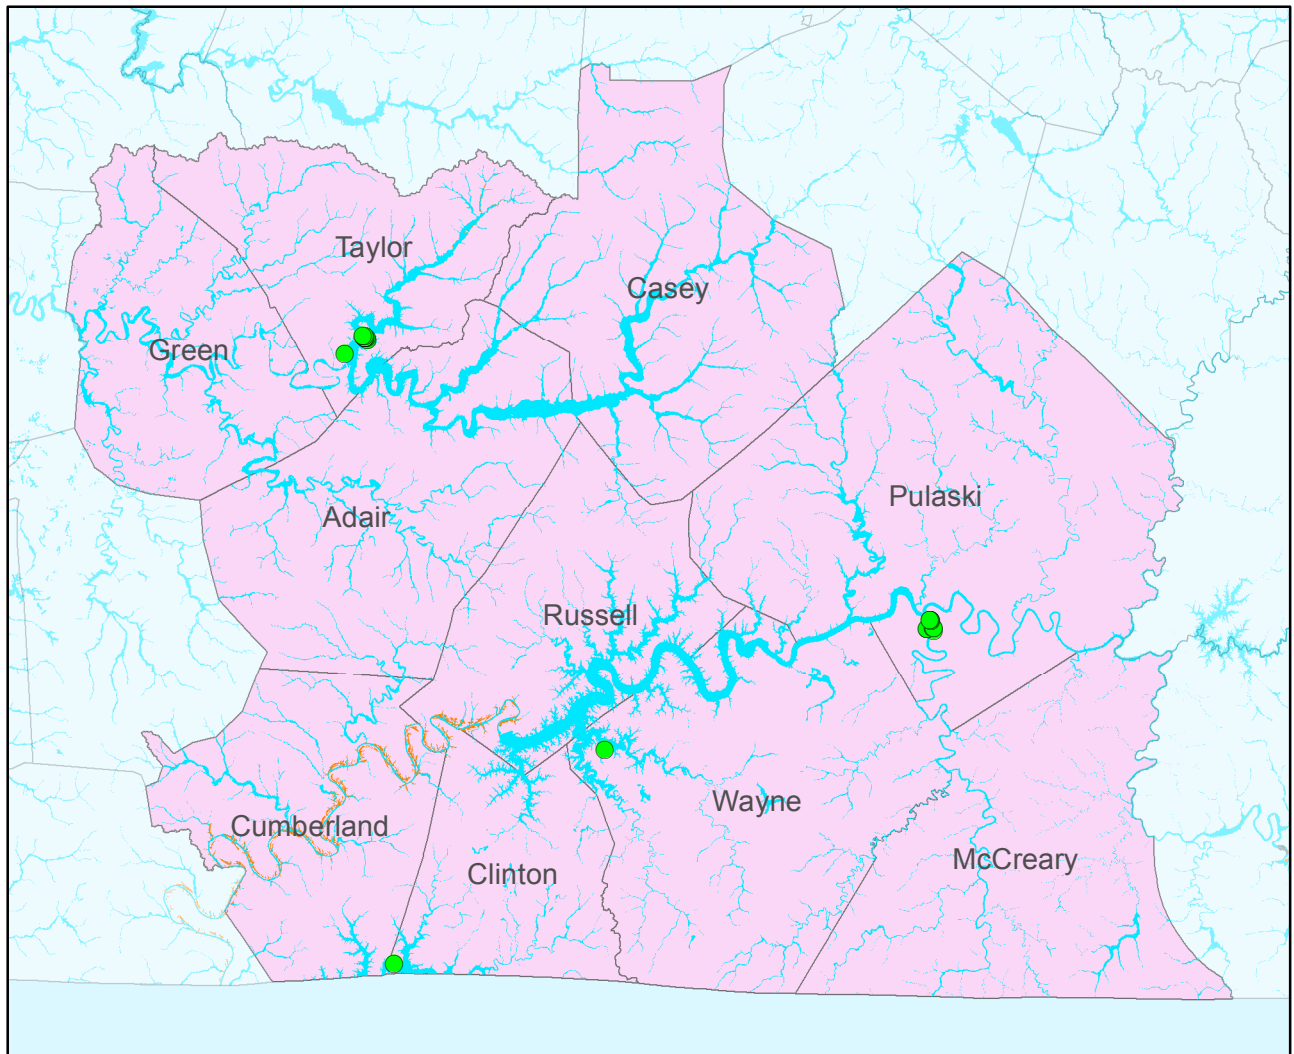 Taylor
Casey
Green
Pulaski
Adair
Russell
Wayne
Cumberland
McCreary
Clinton